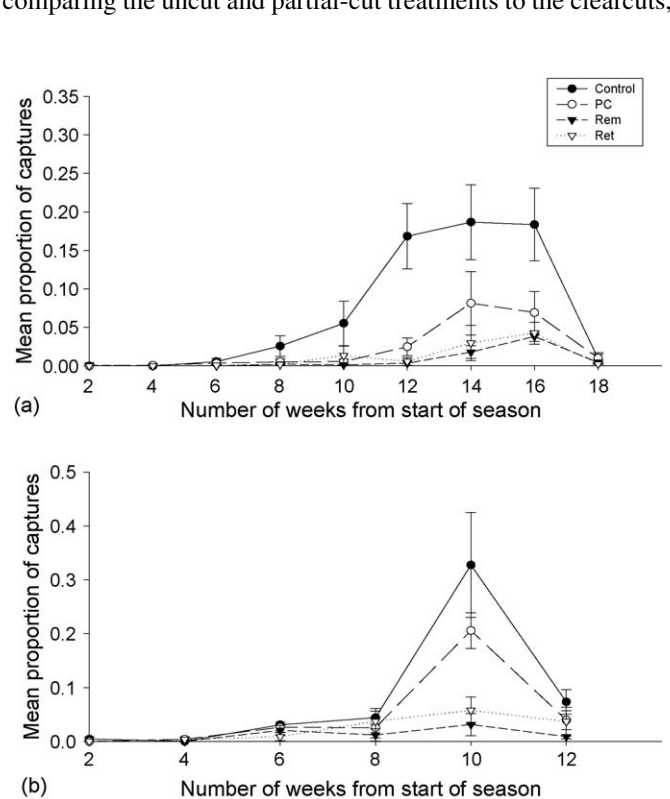 comparing the uncut and partial-cut treatments to the clearcuts,
Control
PC
Rem
Ret
Mean proportion of captures
0.35
0.30
0.25
0.20
0.15
0.10
0.05
0.00
2 4 6 8 10 12 14 16 18
(a)
Number of weeks from start of season
Mean proportion of captures
0.5
0.4
0.3
0.2
0.1
0.0
2 4 6 8 10 12
(b)
Number of weeks from start of season